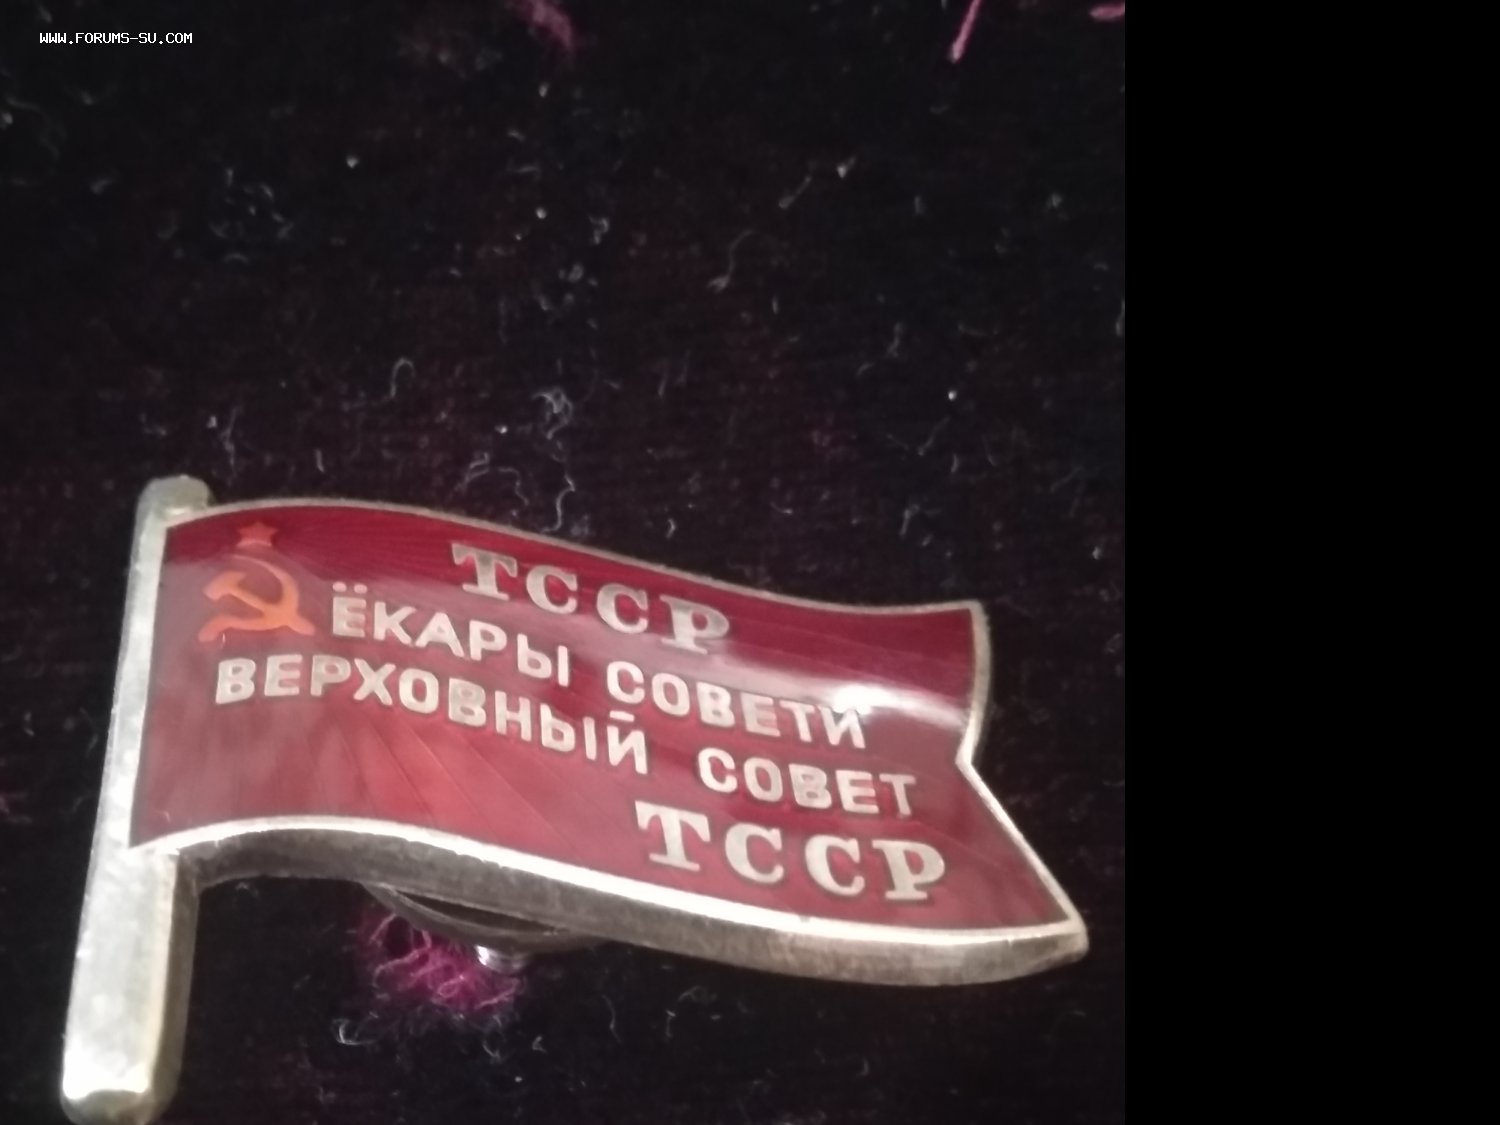 WWW.FORUMS-SU.COM
ТССР
ЁКАРЫ СОВЕТИ
ВЕРХОВНЫЙ СОВЕТ
ТССР